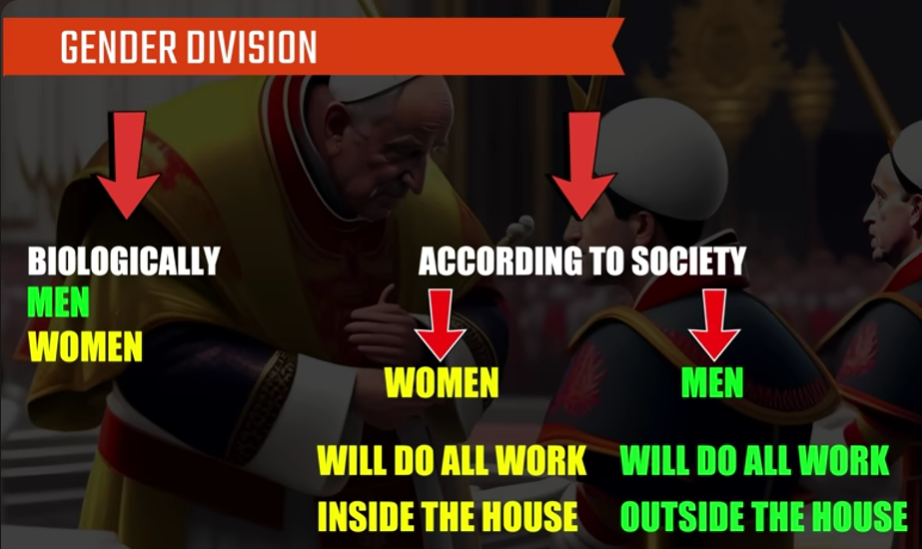 GENDER DIVISION
BIOLOGICALLY
MEN
WOMEN
ACCORDING TO SOCIETY
WOMEN
WILL DO ALL WORK
INSIDE THE HOUSE
MEN
WILL DO ALL WORK
OUTSIDE THE HOUSE